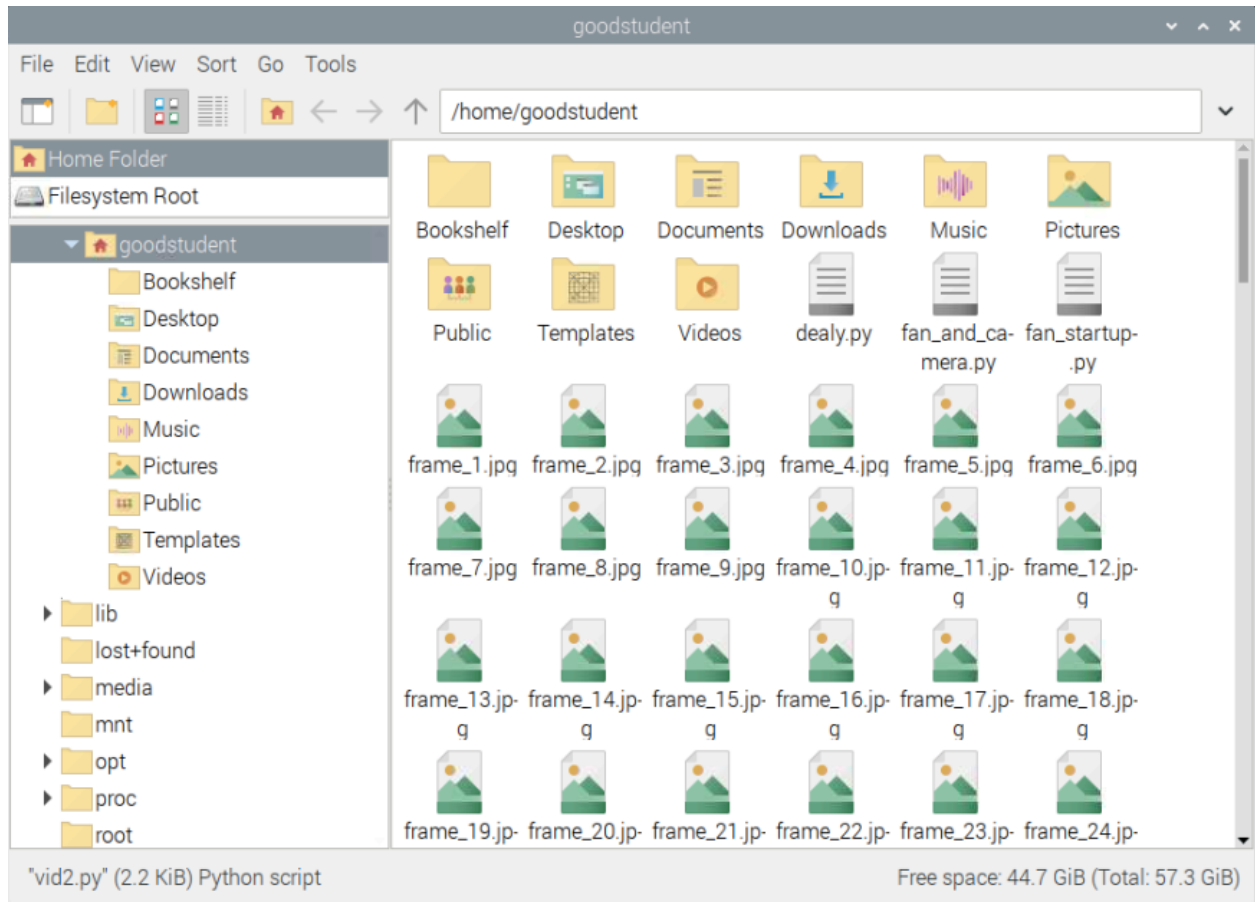 goodstudent
File Edit View Sort Go Tools
/home/goodstudent
Home Folder
Filesystem Root
goodstudent
Bookshelf
Desktop
Documents
Downloads
Music
Pictures
Public
Templates
Videos
lib
lost+found
media
mnt
opt
proc
root
Bookshelf Desktop Documents Downloads Music Pictures
Public Templates Videos dealy.py fan_and_ca- fan_startup-
mera.py .py
frame_1.jpg frame_2.jpg frame_3.jpg frame_4.jpg frame_5.jpg frame_6.jpg
frame_7.jpg frame_8.jpg frame_9.jpg frame_10.jp- frame_11.jp- frame_12.jp-
g g g
frame_13.jp- frame_14.jp- frame_15.jp- frame_16.jp- frame_17.jp- frame_18.jp-
g g g g g g
frame_19.jp- frame_20.jp- frame_21.jp- frame_22.jp- frame_23.jp- frame_24.jp-
"vid2.py" (2.2 KiB) Python script
Free space: 44.7 GiB (Total: 57.3 GiB)